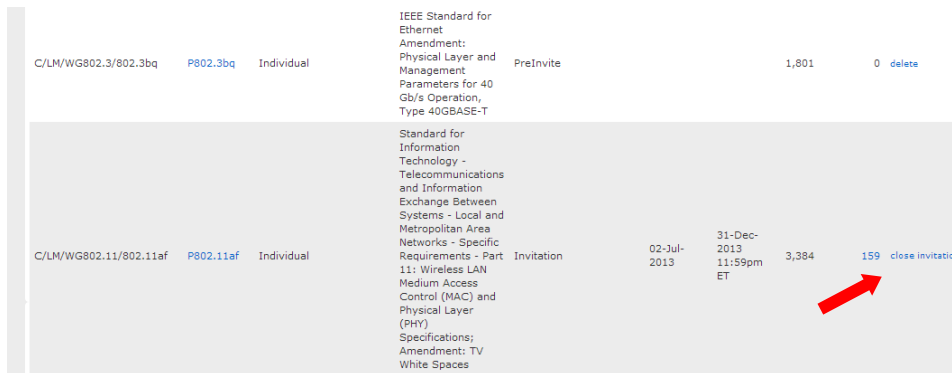 IEEE Standard for
Ethernet
Amendment:
Physical Layer and
Management
Parameters for 40
Gb/s Operation,
Type 40GBASE-T
C/LM/WG802.3/802.3bq
P802.3bq
Individual
PreInvite
1,801
0
delete
Standard for
Information
Technology -
Telecommunications
and Information
Exchange Between
Systems - Local and
Metropolitan Area
Networks - Specific
Requirements - Part
11: Wireless LAN
Medium Access
Control (MAC) and
Physical Layer
(PHY)
Specifications;
Amendment: TV
White Spaces
C/LM/WG802.11/802.11af
P802.11af
Individual
Invitation
02-Jul-
2013
31-Dec-
2013
11:59pm
ET
3,384
159
close invitatio